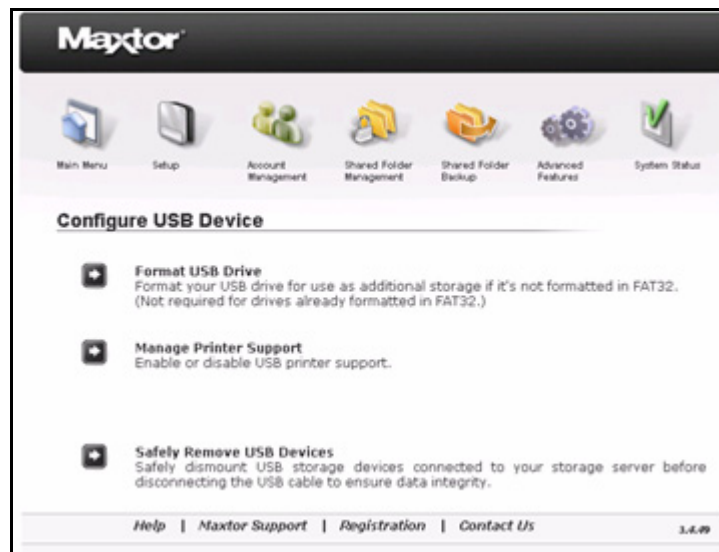 Maxtor
Main Menu
Setup
Account Management
Shared Folder Management
Shared Folder Backup
Advanced Features
System Status
Configure USB Device
Format USB Drive
Format your USB drive for use as additional storage if it's not formatted in FAT32.
(Not required for drives already formatted in FAT32.)
Manage Printer Support
Enable or disable USB printer support.
Safely Remove USB Devices
Safely dismount USB storage devices connected to your storage server before
disconnecting the USB cable to ensure data integrity.
Help | Maxtor Support | Registration | Contact Us